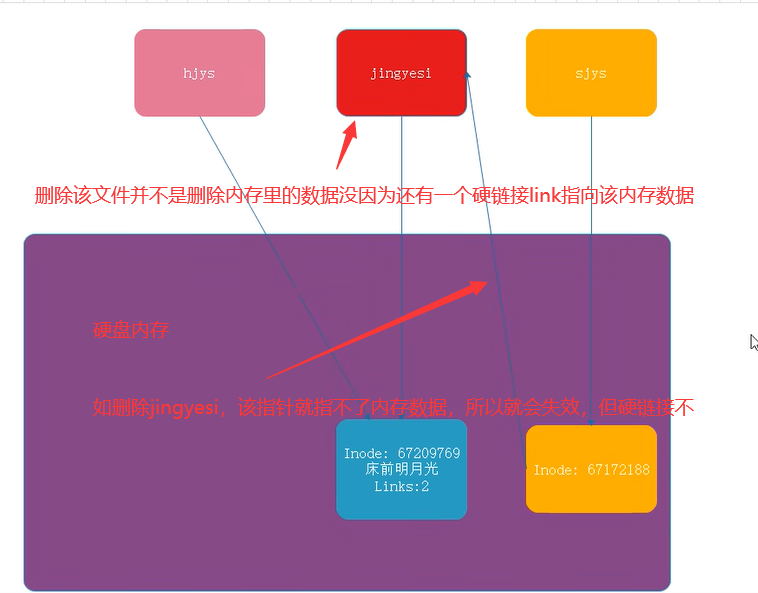 hjys
jingyesi
sjys
删除该文件并不是删除内存里的数据没因为还有一个硬链接link指向该内存数据
硬盘内存
如删除jingyesi，该指针就指不了内存数据，所以就会失效，但硬链接不
Inode: 67209769
床前明月光
Links:2
Inode: 67172188